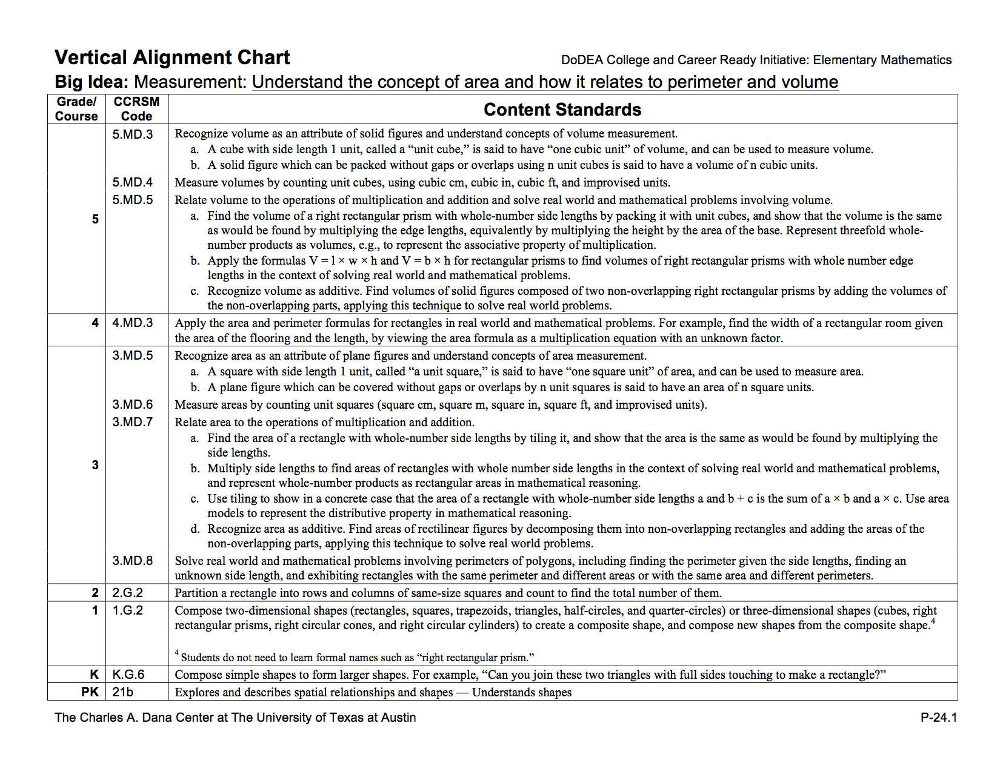 Vertical Alignment Chart
DoDEA College and Career Ready Initiative: Elementary Mathematics
Big Idea: Measurement: Understand the concept of area and how it relates to perimeter and volume
Grade/ Course
CCRSM Code
Content Standards
5
5.MD.3
Recognize volume as an attribute of solid figures and understand concepts of volume measurement.
a. A cube with side length 1 unit, called a “unit cube,” is said to have “one cubic unit” of volume, and can be used to measure volume.
b. A solid figure which can be packed without gaps or overlaps using n unit cubes is said to have a volume of n cubic units.
5.MD.4
Measure volumes by counting unit cubes, using cubic cm, cubic in, cubic ft, and improvised units.
5.MD.5
Relate volume to the operations of multiplication and addition and solve real world and mathematical problems involving volume.
a. Find the volume of a right rectangular prism with whole-number side lengths by packing it with unit cubes, and show that the volume is the same
as would be found by multiplying the edge lengths, equivalently by multiplying the height by the area of the base. Represent threefold whole-
number products as volumes, e.g., to represent the associative property of multiplication.
b. Apply the formulas V = l × w × h and V = b × h for rectangular prisms to find volumes of right rectangular prisms with whole number edge
lengths in the context of solving real world and mathematical problems.
c. Recognize volume as additive. Find volumes of solid figures composed of two non-overlapping right rectangular prisms by adding the volumes of
the non-overlapping parts, applying this technique to solve real world problems.
4
4.MD.3
Apply the area and perimeter formulas for rectangles in real world and mathematical problems. For example, find the width of a rectangular room given
the area of the flooring and the length, by viewing the area formula as a multiplication equation with an unknown factor.
3
3.MD.5
Recognize area as an attribute of plane figures and understand concepts of area measurement.
a. A square with side length 1 unit, called “a unit square,” is said to have “one square unit” of area, and can be used to measure area.
b. A plane figure which can be covered without gaps or overlaps by n unit squares is said to have an area of n square units.
3.MD.6
Measure areas by counting unit squares (square cm, square m, square in, square ft, and improvised units).
3.MD.7
Relate area to the operations of multiplication and addition.
a. Find the area of a rectangle with whole-number side lengths by tiling it, and show that the area is the same as would be found by multiplying the
side lengths.
b. Multiply side lengths to find areas of rectangles with whole number side lengths in the context of solving real world and mathematical problems,
and represent whole-number products as rectangular areas in mathematical reasoning.
c. Use tiling to show in a concrete case that the area of a rectangle with whole-number side lengths a and b + c is the sum of a × b and a × c. Use area
models to represent the distributive property in mathematical reasoning.
d. Recognize area as additive. Find areas of rectilinear figures by decomposing them into non-overlapping rectangles and adding the areas of the
non-overlapping parts, applying this technique to solve real world problems.
3.MD.8
Solve real world and mathematical problems involving perimeters of polygons, including finding the perimeter given the side lengths, finding an
unknown side length, and exhibiting rectangles with the same perimeter and different areas or with the same area and different perimeters.
2
2.G.2
Partition a rectangle into rows and columns of same-size squares and count to find the total number of them.
1
1.G.2
Compose two-dimensional shapes (rectangles, squares, trapezoids, triangles, half-circles, and quarter-circles) or three-dimensional shapes (cubes, right
rectangular prisms, right circular cones, and right circular cylinders) to create a composite shape, and compose new shapes from the composite shape.4
4 Students do not need to learn formal names such as “right rectangular prism.”
K
K.G.6
Compose simple shapes to form larger shapes. For example, “Can you join these two triangles with full sides touching to make a rectangle?”
PK
21b
Explores and describes spatial relationships and shapes — Understands shapes
The Charles A. Dana Center at The University of Texas at Austin
P-24.1